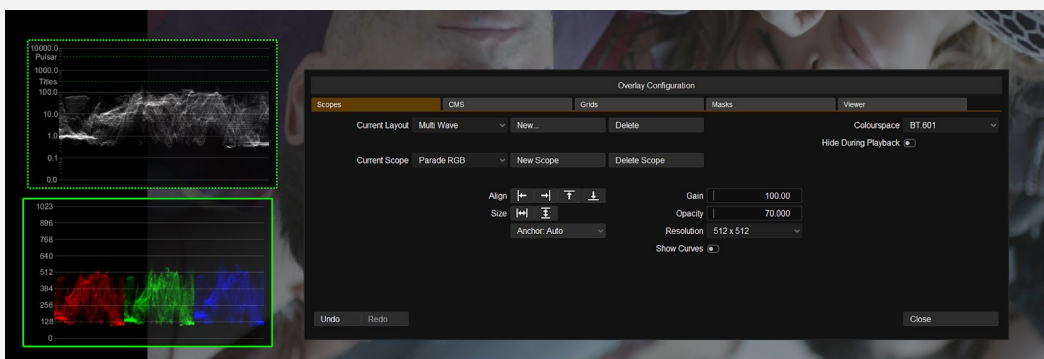 10000.0
Pulsar
1000.0
Titles
100.0
10.0
1.0
0.1
0.0
1023
896
768
640
512
384
256
128
0
Overlay Configuration
Scopes CMS Grids Masks Viewer
Current Layout Multi Wave New... Delete Colourspace BT.601
Hide During Playback
Current Scope Parade RGB New Scope Delete Scope
Align Gain 100.00
Size Opacity 70.000
Anchor: Auto Resolution 512 x 512
Show Curves
Undo Redo Close